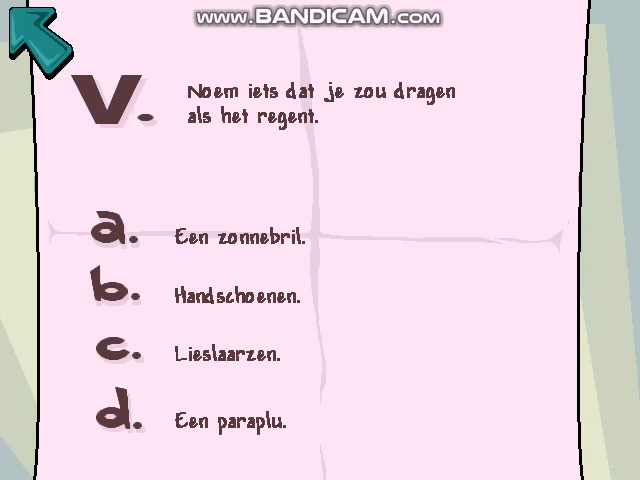 www.BANDICAM.com
V. Noem iets dat je zou dragen
als het regent.
a. Een zonnebril.
b. Handschoenen.
c. Lieslaarzen.
d. Een paraplu.